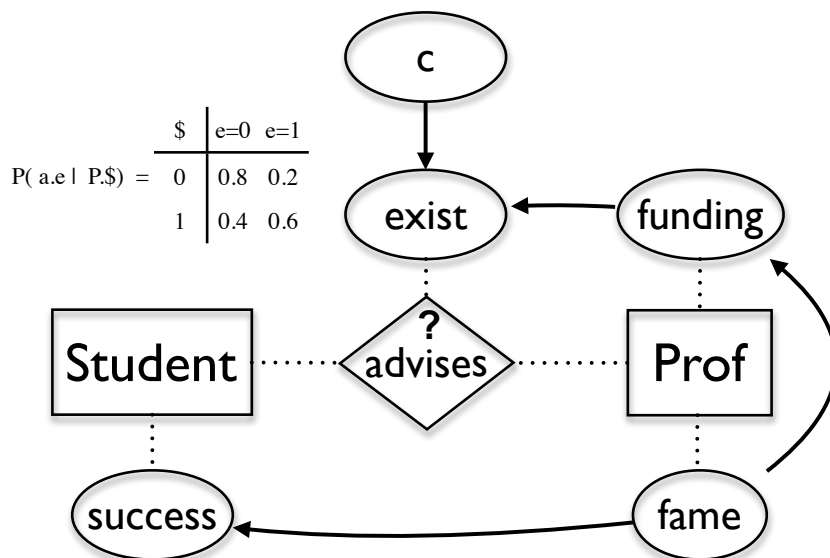 c
$ e=0 e=1
P( a.e | P.$) = 0 0.8 0.2
1 0.4 0.6
exist
funding
?
advises
Student
Prof
success
fame